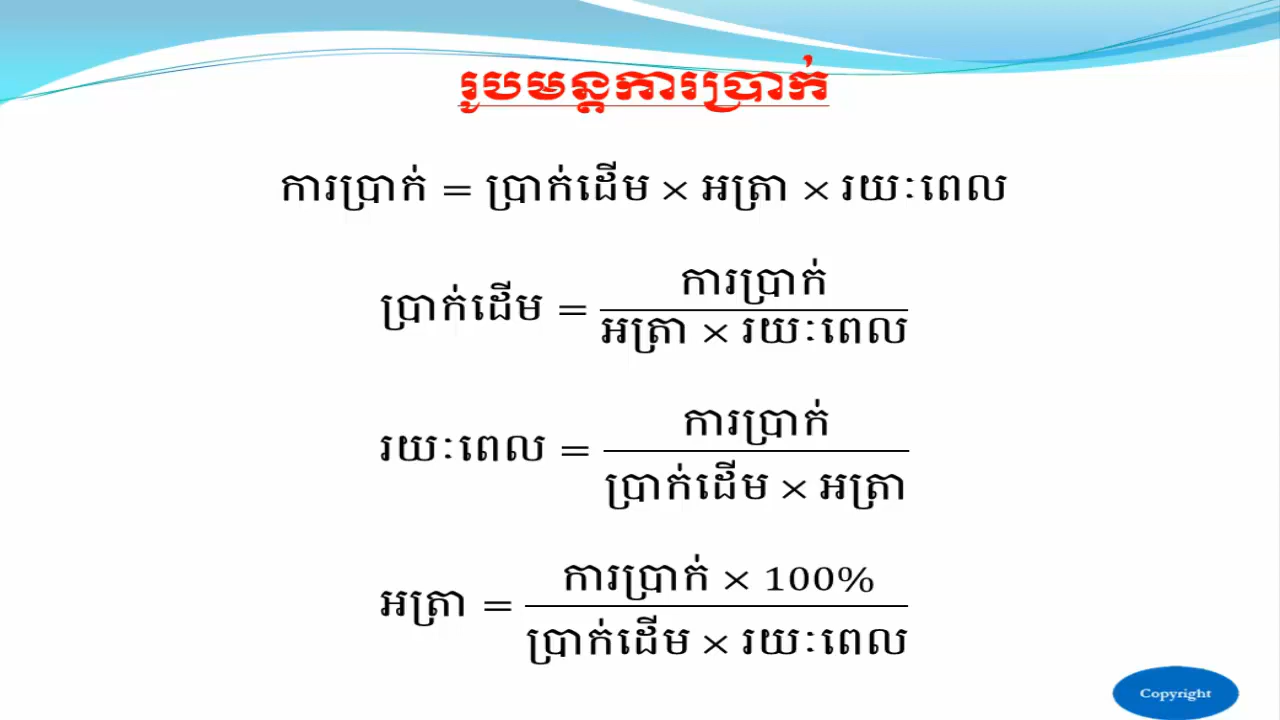 រូបមន្តការប្រាក់
ការប្រាក់ = ប្រាក់ដើម × អត្រា × រយៈពេល
ប្រាក់ដើម = ការប្រាក់ / អត្រា × រយៈពេល
រយៈពេល = ការប្រាក់ / ប្រាក់ដើម × អត្រា
អត្រា = ការប្រាក់ × 100% / ប្រាក់ដើម × រយៈពេល
Copyright